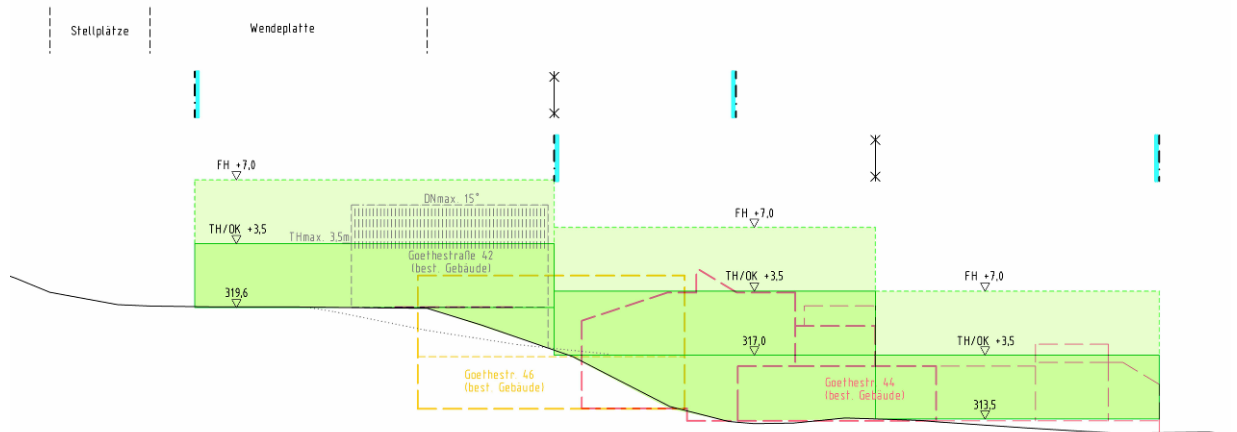 Stellplätze
Wendeplatte
FH +7,0
DNmax. 15°
TH/OK +3,5
THmax. 3,5m
Goethestraße 42
(best. Gebäude)
319,6
FH +7,0
TH/OK +3,5
FH +7,0
317,0
TH/OK +3,5
Goethestr. 46
(best. Gebäude)
Goethestr. 44
(best. Gebäude)
313,5